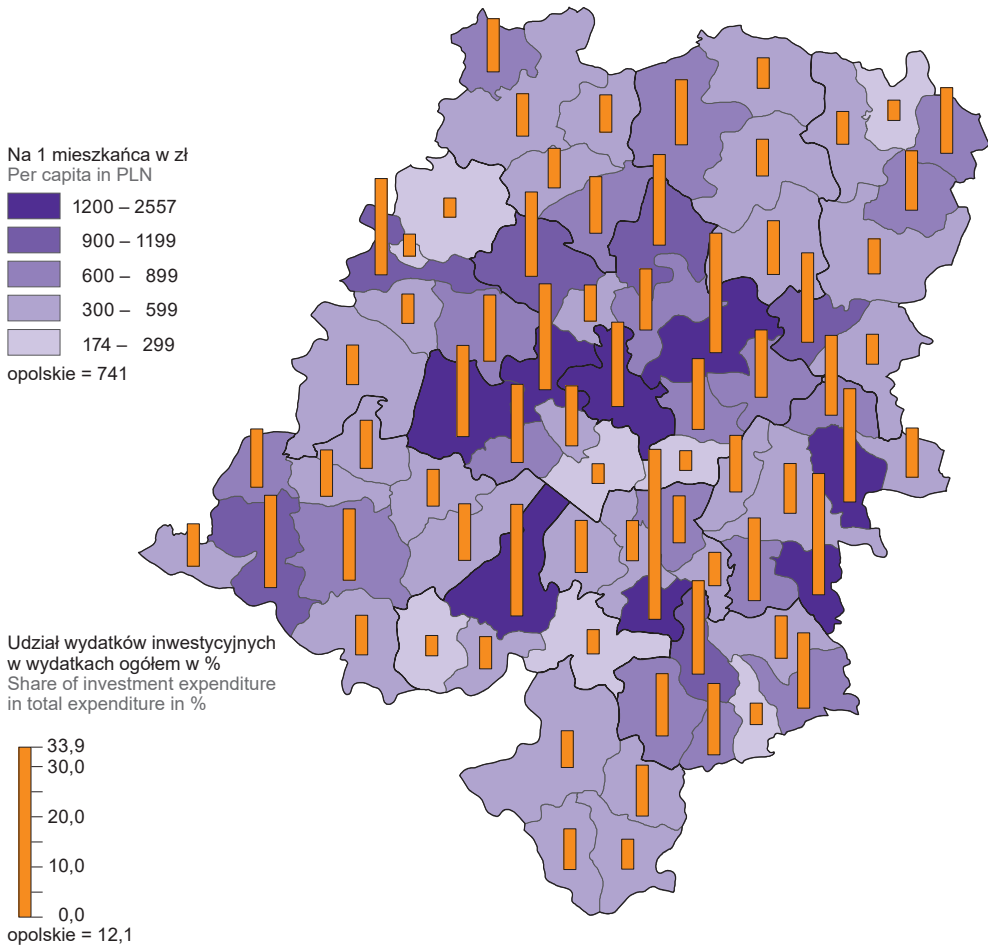 Na 1 mieszkańca w zł
Per capita in PLN
1200 – 2557
900 – 1199
600 – 899
300 – 599
174 – 299
opolskie = 741
Udział wydatków inwestycyjnych
w wydatkach ogółem w %
Share of investment expenditure
in total expenditure in %
33,9
30,0
20,0
10,0
0,0
opolskie = 12,1